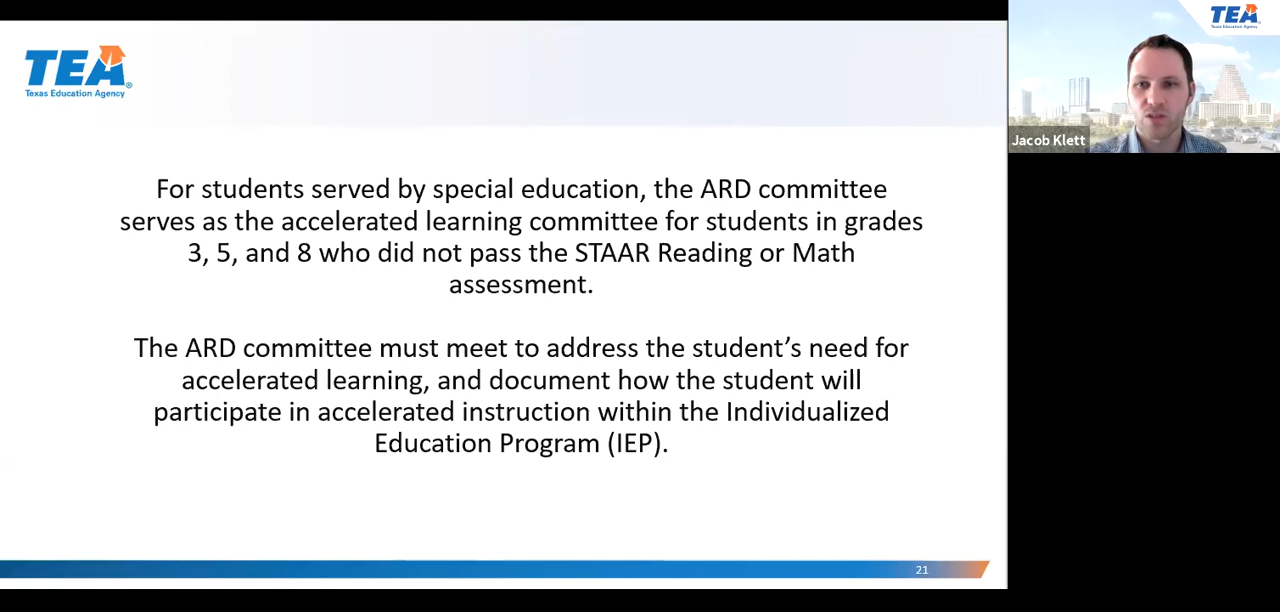 TEA
Texas Education Agency
For students served by special education, the ARD committee
serves as the accelerated learning committee for students in grades
3, 5, and 8 who did not pass the STAAR Reading or Math
assessment.
The ARD committee must meet to address the student's need for
accelerated learning, and document how the student will
participate in accelerated instruction within the Individualized
Education Program (IEP).
21
TEA
Texas Education Agency
Jacob Klett